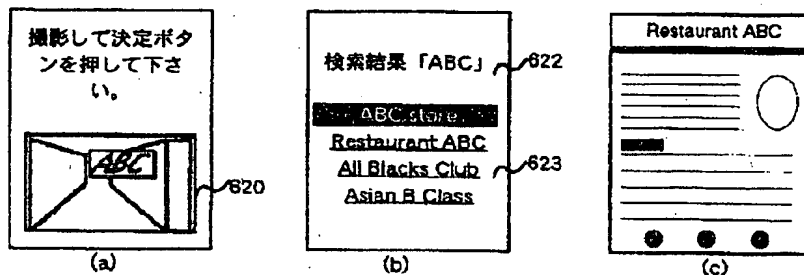 撮影して決定ボタ
ンを押して下さ
い。
ABC
620
(a)
検索結果「ABC」
622
ABC store
Restaurant ABC
All Blacks Club
623
Asian B Class
(b)
Restaurant ABC
(c)